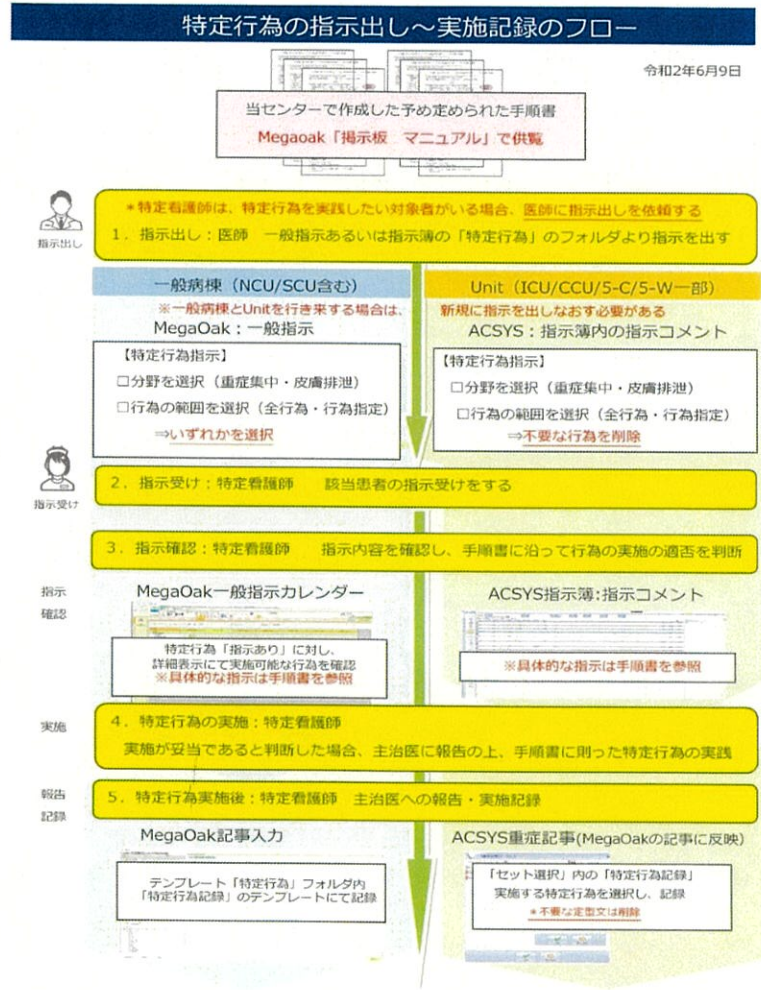 特定行為の指示出し～実施記録のフロー
令和2年6月9日
当センターで作成した予め定められた手順書
Megaoak「掲示板　マニュアル」で供覧
指示出し
＊特定看護師は、特定行為を実践したい対象者がいる場合、医師に指示出しを依頼する
1．指示出し：医師　一般指示あるいは指示簿の「特定行為」のフォルダより指示を出す
一般病棟（NCU/SCU含む）
Unit（ICU/CCU/5-C/5-W一部）
※一般病棟とUnitを行き来する場合は、新規に指示を出しなおす必要がある
MegaOak：一般指示
【特定行為指示】
□分野を選択（重症集中・皮膚排泄）
□行為の範囲を選択（全行為・行為指定）
⇒いずれかを選択
ACSYS：指示簿内の指示コメント
【特定行為指示】
□分野を選択（重症集中・皮膚排泄）
□行為の範囲を選択（全行為・行為指定）
⇒不要な行為を削除
指示受け
2．指示受け：特定看護師　　該当患者の指示受けをする
3．指示確認：特定看護師　　指示内容を確認し、手順書に沿って行為の実施の適否を判断
指示
確認
MegaOak一般指示カレンダー
特定行為「指示あり」に対し、
詳細表示にて実施可能な行為を確認
※具体的な指示は手順書を参照
ACSYS指示簿:指示コメント
※具体的な指示は手順書を参照
実施
4．特定行為の実施：特定看護師
実施が妥当であると判断した場合、主治医に報告の上、手順書に則った特定行為の実践
報告
記録
5．特定行為実施後：特定看護師　主治医への報告・実施記録
MegaOak記事入力
テンプレート「特定行為」フォルダ内
「特定行為記録」のテンプレートにて記録
ACSYS重症記事(MegaOakの記事に反映)
「セット選択」内の「特定行為記録」
実施する特定行為を選択し、記録
＊不要な定型文は削除